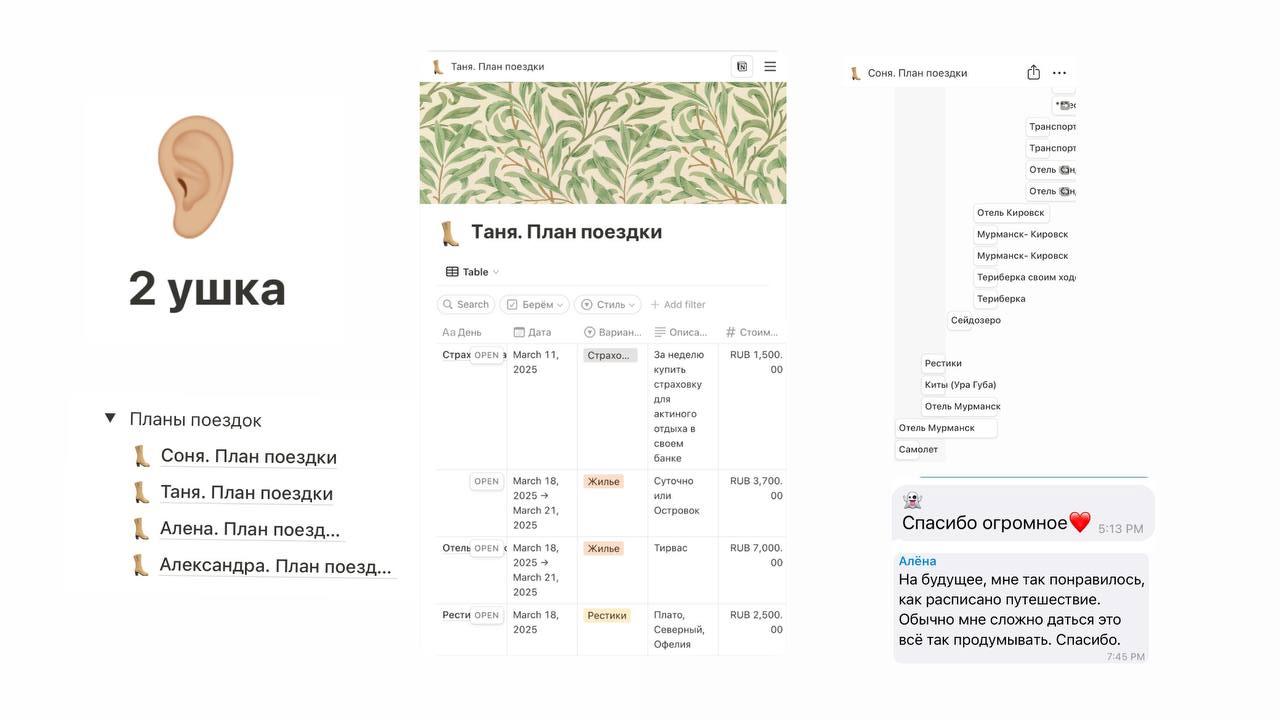 2 ушка
Планы поездок
Соня. План поездки
Таня. План поездки
Алена. План поезд...
Александра. План поезд...
Таня. План поездки
Таня. План поездки
Table
Search
Берём
Стиль
+ Add filter
Aa День
Дата
Вариан...
Описа...
# Стоим...
Страх
OPEN
March 11,
2025
Страхо...
За неделю
купить
страховку
для
актиного
отдыха в
своем
банке
RUB 1,500.
00
OPEN
March 18,
2025 →
March 21,
2025
Жилье
Суточно
или
Островок
RUB 3,700.
00
Отель
OPEN
March 18,
2025 →
March 21,
2025
Жилье
Тирвас
RUB 7,000.
00
Рести
OPEN
March 18,
2025
Рестики
Плато,
Северный,
Офелия
RUB 2,500.
00
Соня. План поездки
Транспорт
Транспорт
Отель
Отель
Отель Кировск
Мурманск- Кировск
Мурманск- Кировск
Териберка своим ходо
Териберка
Сейдозеро
Рестики
Киты (Ура Губа)
Отель Мурманск
Отель Мурманск
Самолет
Спасибо огромное❤️ 5:13 PM
Алёна
На будущее, мне так понравилось,
как расписано путешествие.
Обычно мне сложно даться это
всё так продумывать. Спасибо.
7:45 PM